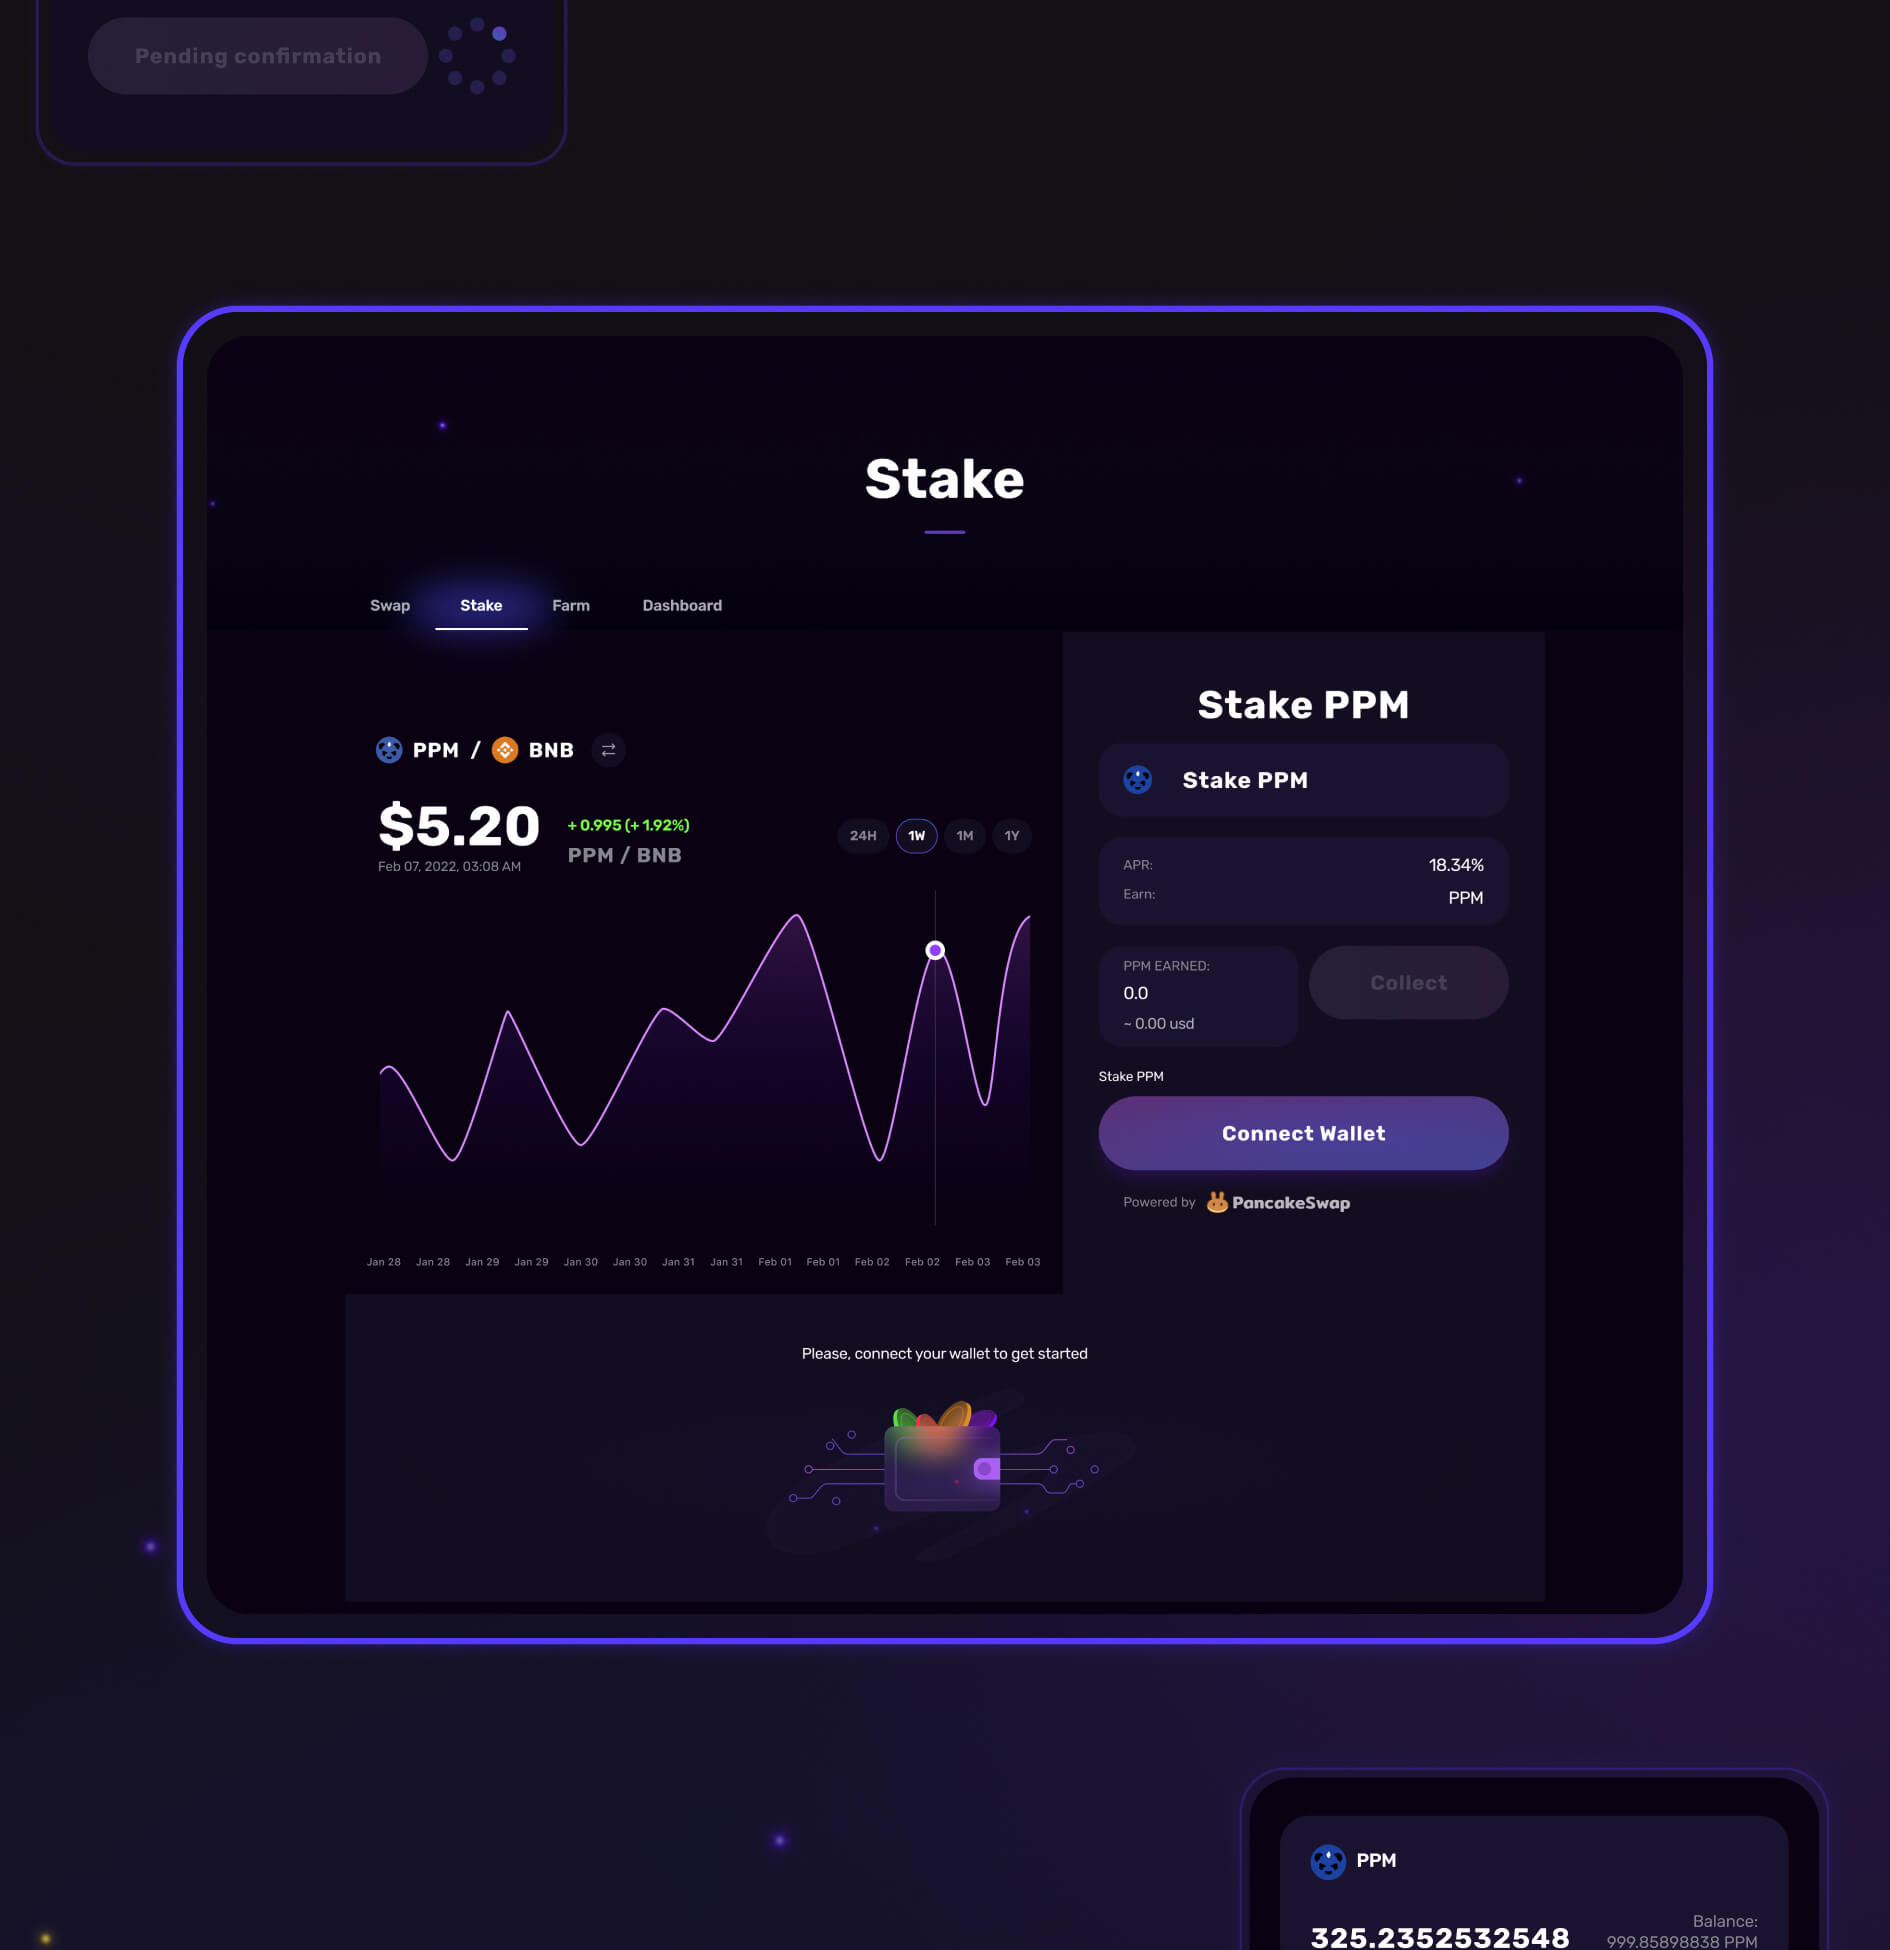 Pending confirmation
Stake
Swap Stake Farm Dashboard
PPM / BNB
$5.20
+ 0.995 (+ 1.92%)
PPM / BNB
Feb 07, 2022, 03:08 AM
24H 1W 1M 1Y
Jan 28 Jan 28 Jan 29 Jan 29 Jan 30 Jan 30 Jan 31 Jan 31 Feb 01 Feb 01 Feb 02 Feb 02 Feb 03 Feb 03
Stake PPM
Stake PPM
APR: 18.34%
Earn: PPM
PPM EARNED:
0.0
~ 0.00 usd
Collect
Stake PPM
Connect Wallet
Powered by PancakeSwap
Please, connect your wallet to get started
PPM
Balance:
325.2352532548 999.85898838 PPM